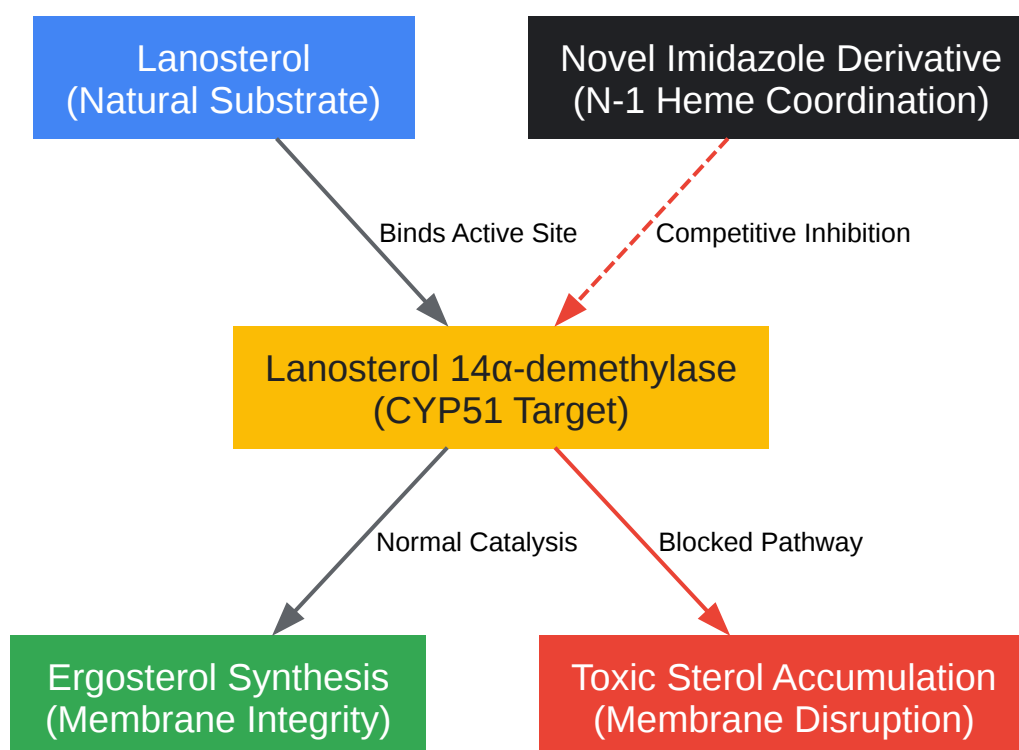 Lanosterol
(Natural Substrate)
Novel Imidazole Derivative
(N-1 Heme Coordination)
Binds Active Site
Competitive Inhibition
Lanosterol 14α-demethylase
(CYP51 Target)
Normal Catalysis
Blocked Pathway
Ergosterol Synthesis
(Membrane Integrity)
Toxic Sterol Accumulation
(Membrane Disruption)